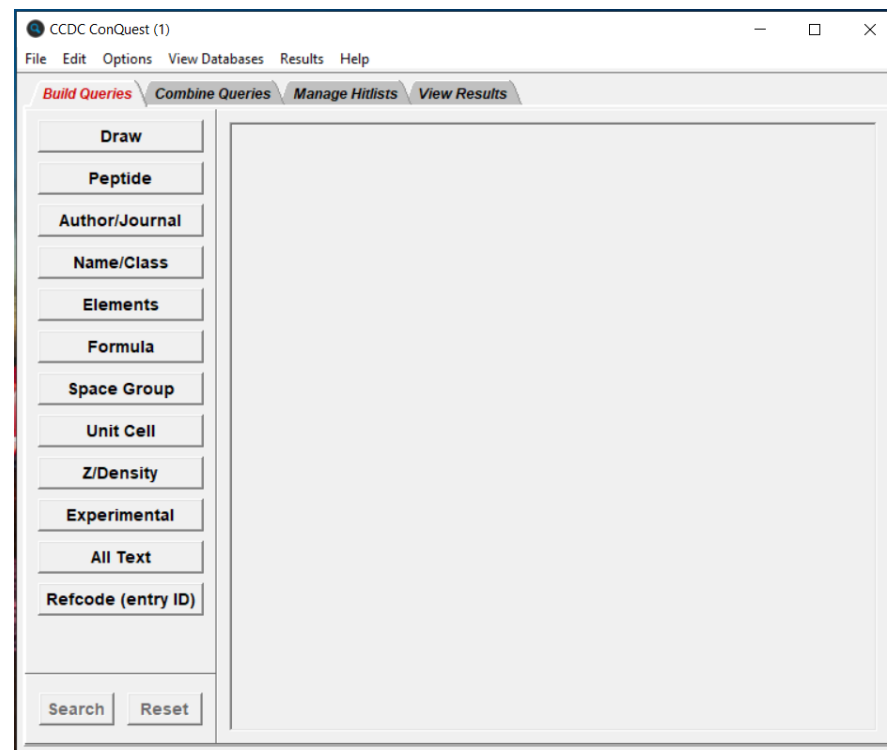 CCDC ConQuest (1)
File Edit Options View Databases Results Help
Build Queries Combine Queries Manage Hitlists View Results
Draw
Peptide
Author/Journal
Name/Class
Elements
Formula
Space Group
Unit Cell
Z/Density
Experimental
All Text
Refcode (entry ID)
Search Reset